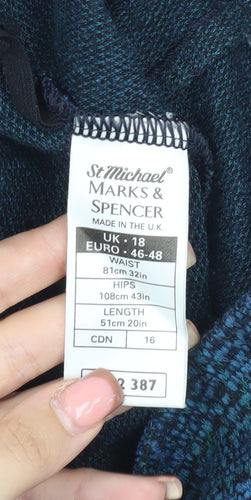 St Michael®
MARKS &
SPENCER
MADE IN THE U.K.
UK · 18
EURO · 46-48
WAIST
81cm 32in
HIPS
108cm 43in
LENGTH
51cm 20in
CDN 16
2 387